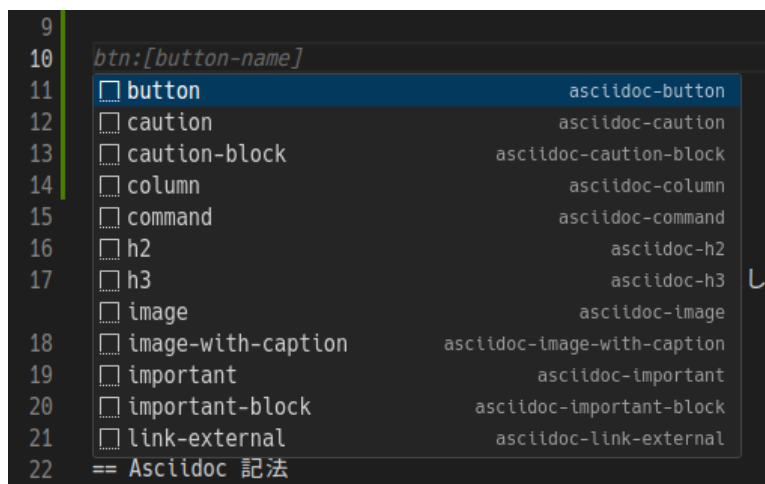 9
10 btn:[button-name]
11 button asciidoc-button
12 caution asciidoc-caution
13 caution-block asciidoc-caution-block
14 column asciidoc-column
15 command asciidoc-command
16 h2 asciidoc-h2
17 h3 asciidoc-h3 し
image asciidoc-image
18 image-with-caption asciidoc-image-with-caption
19 important asciidoc-important
20 important-block asciidoc-important-block
21 link-external asciidoc-link-external
22 == Asciidoc 記法